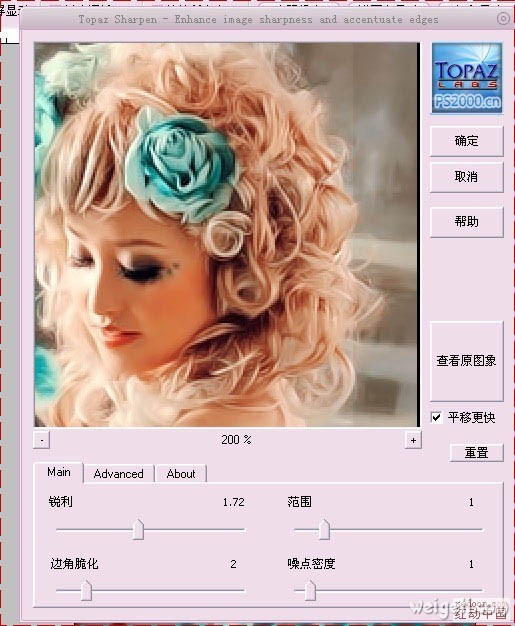 Topaz Sharpen - Enhance image sharpness and accentuate edges
TOPAZ
LABS
PS2000.cn
确定
取消
帮助
查看原图象
平移更快
- 200 % +
重置
Main Advanced About
锐利 1.72 范围 1
边角脆化 2 噪点密度 1
红动中国